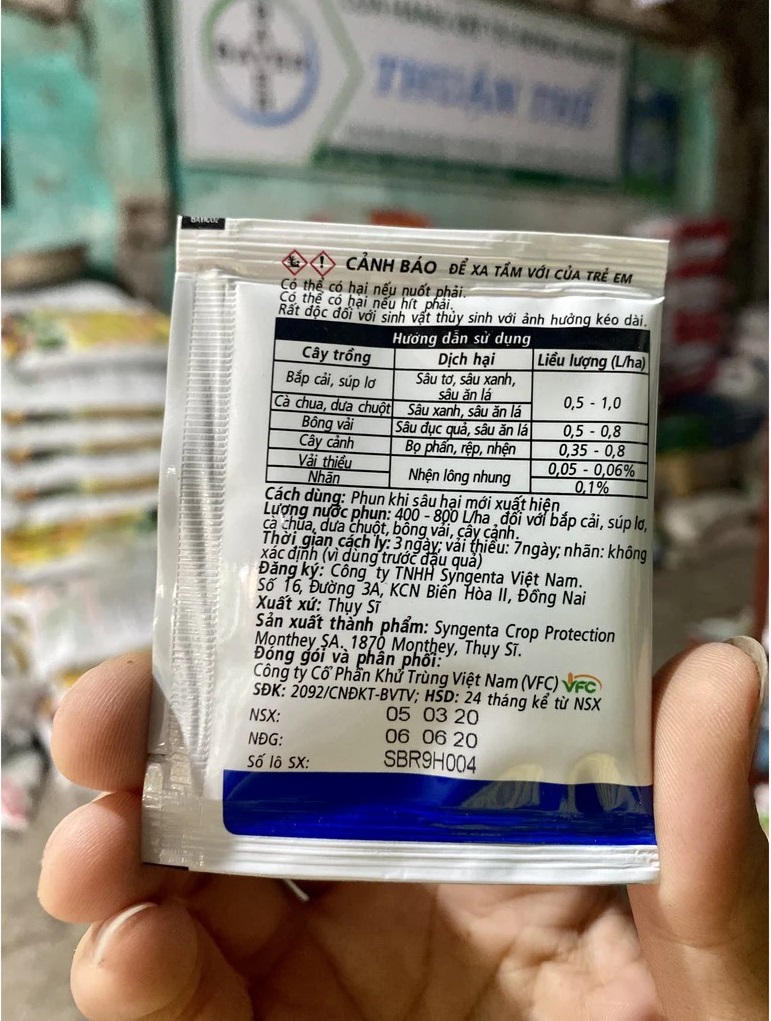 BAYER
THUẬN THẾ
CẢNH BÁO ĐỂ XA TẦM VỚI CỦA TRẺ EM
Có thể có hại nếu nuốt phải.
Có thể có hại nếu hít phải.
Rất độc đối với sinh vật thủy sinh với ảnh hưởng kéo dài.
Hướng dẫn sử dụng
Cây trồng Dịch hại Liều lượng (L/ha)
Bắp cải, súp lơ Sâu tơ, sâu xanh, sâu ăn lá 0,5 - 1,0
Cà chua, dưa chuột Sâu xanh, sâu ăn lá
Bông vải Sâu đục quả, sâu ăn lá 0,5 - 0,8
Cây cảnh Bọ phấn, rệp, nhện 0,35 - 0,8
Vải thiều Nhện lông nhung 0,05 - 0,06%
Nhãn 0,1%
Cách dùng: Phun khi sâu hại mới xuất hiện
Lượng nước phun: 400 - 800 L/ha đối với bắp cải, súp lơ,
cà chua, dưa chuột, bông vải, cây cảnh.
Thời gian cách ly: 3 ngày; vải thiều: 7ngày; nhãn: không
xác định (vì dùng trước đậu quả)
Đăng ký: Công ty TNHH Syngenta Việt Nam.
Số 16, Đường 3A, KCN Biên Hòa II, Đồng Nai
Xuất xứ: Thụy Sĩ
Sản xuất thành phẩm: Syngenta Crop Protection
Monthey SA. 1870 Monthey, Thụy Sĩ.
Đóng gói và phân phối:
Công ty Cổ Phần Khử Trùng Việt Nam (VFC) VFC
SĐK: 2092/CNĐKT-BVTV; HSD: 24 tháng kể từ NSX
NSX: 05 03 20
NĐG: 06 06 20
Số lô SX: SBR9H004